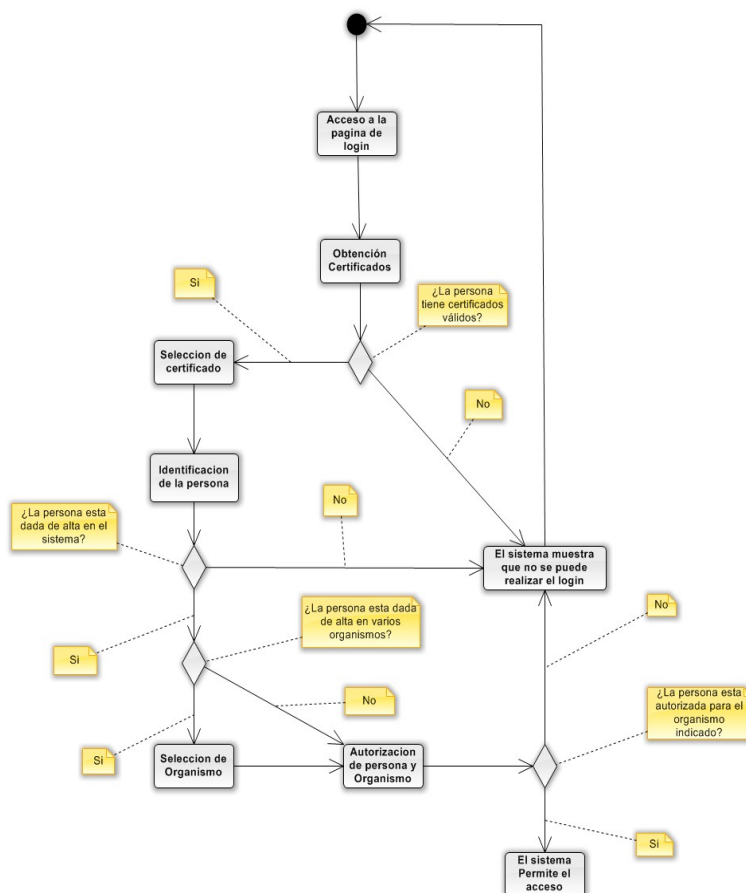 Acceso a la
pagina de
login
Obtención
Certificados
Si
¿La persona
tiene certificados
válidos?
Seleccion de
certificado
No
Identificacion
de la persona
¿La persona esta
dada de alta en el
sistema?
No
El sistema muestra
que no se puede
realizar el login
¿La persona esta dada
de alta en varios
organismos?
No
Si
No
¿La persona esta
autorizada para el
organismo
indicado?
Si
Seleccion de
Organismo
Autorizacion
de persona y
Organismo
Si
El sistema
Permite el
acceso